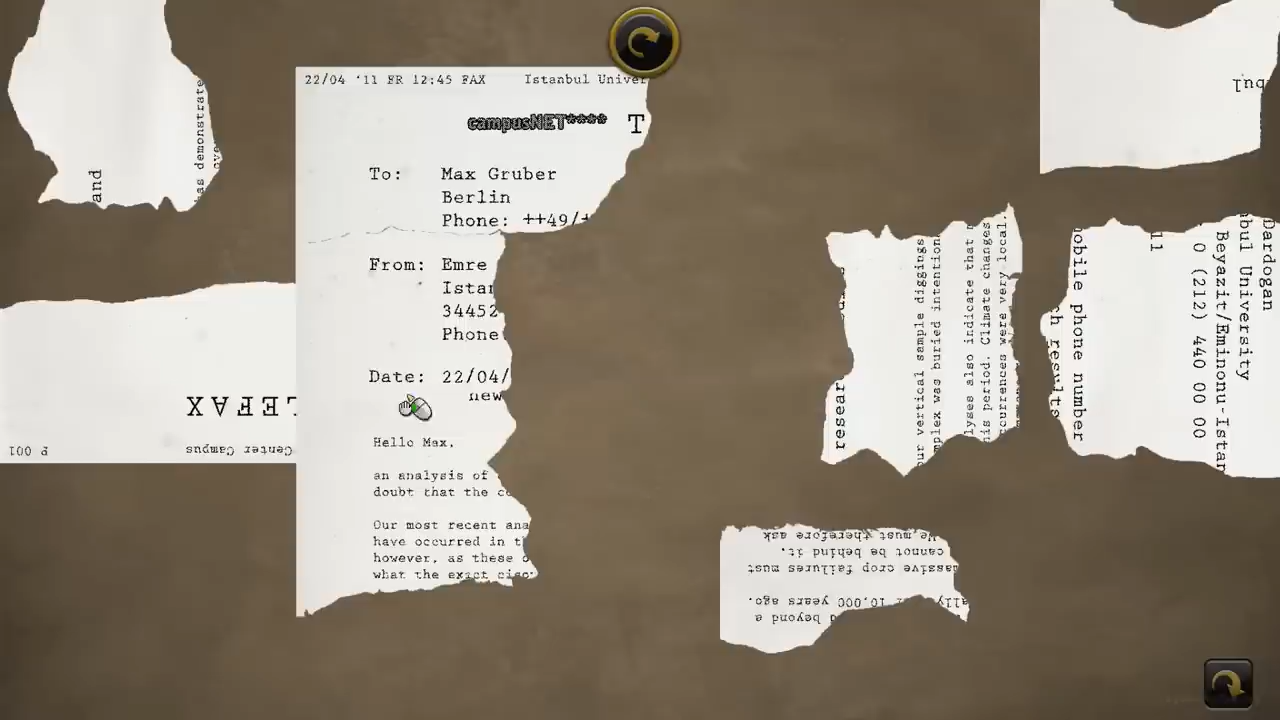 22/04 '11 FR 12:45 FAX Istanbul Univer
campusNET****
T
To: Max Gruber
Berlin
Phone: ++49/
From: Emre
Istan
34452
Phone
Date: 22/04/
new
Hello Max,
an analysis of
doubt that the co
Our most recent ana
have occurred in t
however, as these o
what the exact
has demonstrate
and
LEFAX
Center Campus P 001
bul
resear
our vertical sample diggings
mplex was buried intention
lyses also indicate that
is period. Climate changes
currences were very local.
Dardogan
bul University
Beyazit/Eminonu-Istan
0 (212) 440 00 00
11
obile phone number
ch results
d beyond a
ally 10,000 years ago.
massive crop failures must
cannot be behind it.
We must therefore ask